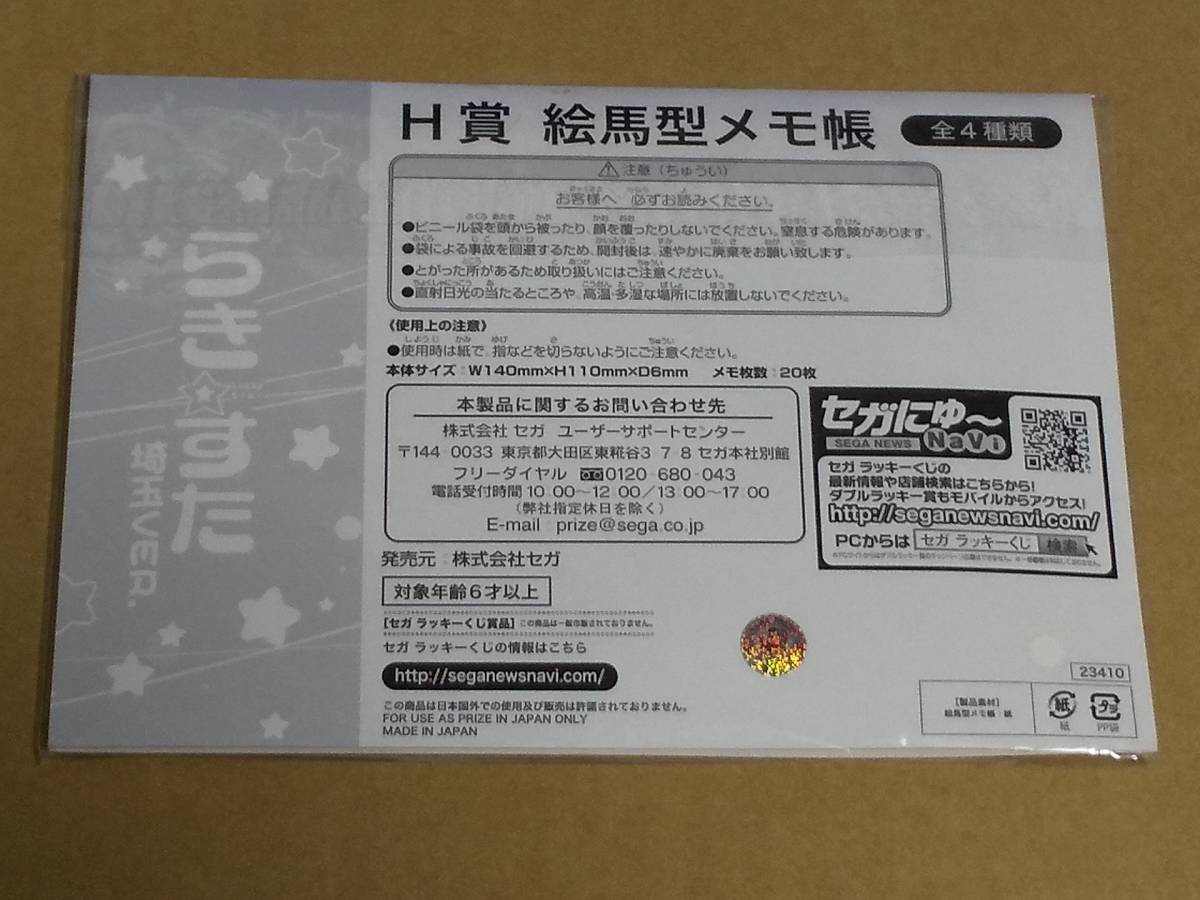 らき☆すた
埼玉VER.
H賞 絵馬型メモ帳 全4種類
注意（ちゅうい）
お客様へ 必ずお読みください。
●ビニール袋を頭から被ったり、顔を覆ったりしないでください。窒息する危険があります。
●袋による事故を回避するため、開封後は、速やかに廃棄をお願い致します。
●とがった所があるため取り扱いにはご注意ください。
●直射日光の当たるところや、高温・多湿な場所には放置しないでください。
《使用上の注意》
●使用時は紙で、指などを切らないようにご注意ください。
本体サイズ：W140mm×H110mm×D6mm メモ枚数：20枚
本製品に関するお問い合わせ先
株式会社 セガ ユーザーサポートセンター
〒144-0033 東京都大田区東糀谷3-7-8 セガ本社別館
フリーダイヤル 0120-680-043
電話受付時間 10:00～12:00／13:00～17:00
（弊社指定休日を除く）
E-mail prize@sega.co.jp
セガにゅ～
SEGA NEWS NaVi
セガ ラッキーくじの
最新情報や店舗検索はこちらから!
ダブルラッキー賞もモバイルからアクセス!
http://seganewsnavi.com/
PCからは セガ ラッキーくじ 検索
発売元：株式会社セガ
対象年齢6才以上
[セガ ラッキーくじ賞品] この商品は一般市販されておりません。
セガ ラッキーくじの情報はこちら
http://seganewsnavi.com/
この商品は日本国外での使用及び販売は許諾されておりません。
FOR USE AS PRIZE IN JAPAN ONLY
MADE IN JAPAN
23410
[製品素材]
絵馬型メモ帳：紙
紙
紙
プラ
PP袋